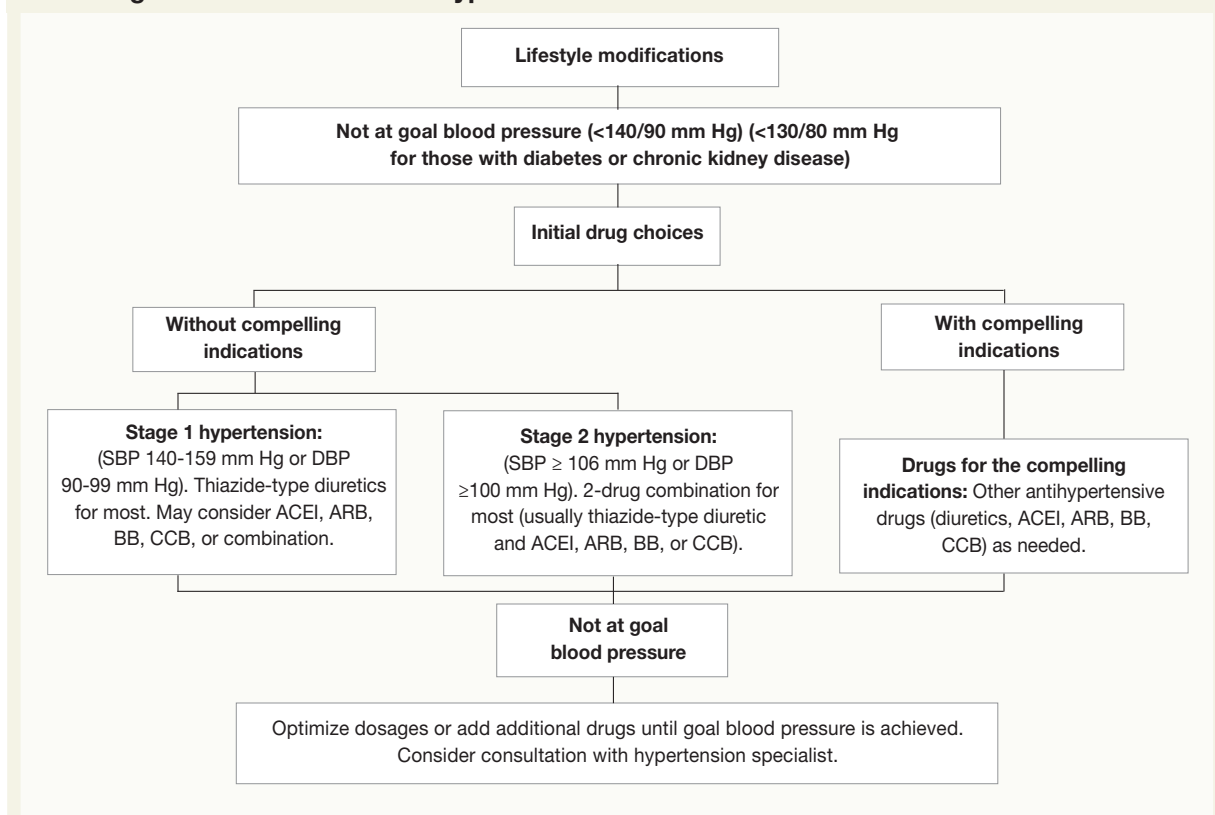 Lifestyle modifications
Not at goal blood pressure (<140/90 mm Hg) (<130/80 mm Hg
for those with diabetes or chronic kidney disease)
Initial drug choices
Without compelling
indications
With compelling
indications
Stage 1 hypertension:
(SBP 140-159 mm Hg or DBP
90-99 mm Hg). Thiazide-type diuretics
for most. May consider ACEI, ARB,
BB, CCB, or combination.
Stage 2 hypertension:
(SBP ≥ 106 mm Hg or DBP
≥100 mm Hg). 2-drug combination for
most (usually thiazide-type diuretic
and ACEI, ARB, BB, or CCB).
Drugs for the compelling
indications: Other antihypertensive
drugs (diuretics, ACEI, ARB, BB,
CCB) as needed.
Not at goal
blood pressure
Optimize dosages or add additional drugs until goal blood pressure is achieved.
Consider consultation with hypertension specialist.